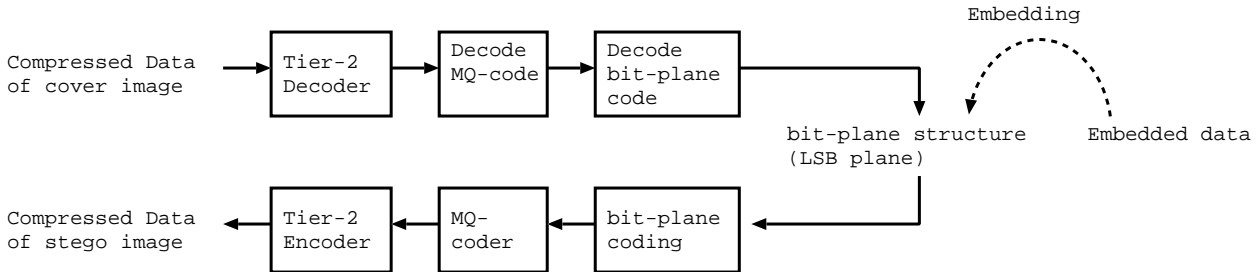 Embedding
Compressed Data
of cover image
Tier-2
Decoder
Decode
MQ-code
Decode
bit-plane
code
bit-plane structure
(LSB plane)
Embedded data
Compressed Data
of stego image
Tier-2
Encoder
MQ-
coder
bit-plane
coding